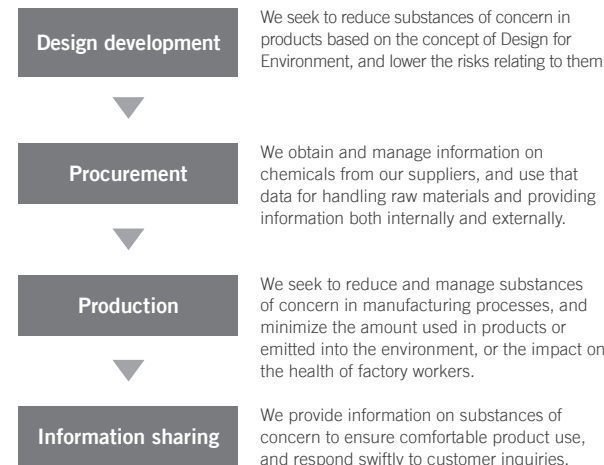 Design development
We seek to reduce substances of concern in
products based on the concept of Design for
Environment, and lower the risks relating to them
Procurement
We obtain and manage information on
chemicals from our suppliers, and use that
data for handling raw materials and providing
information both internally and externally.
Production
We seek to reduce and manage substances
of concern in manufacturing processes, and
minimize the amount used in products or
emitted into the environment, or the impact on
the health of factory workers.
Information sharing
We provide information on substances of
concern to ensure comfortable product use,
and respond swiftly to customer inquiries.